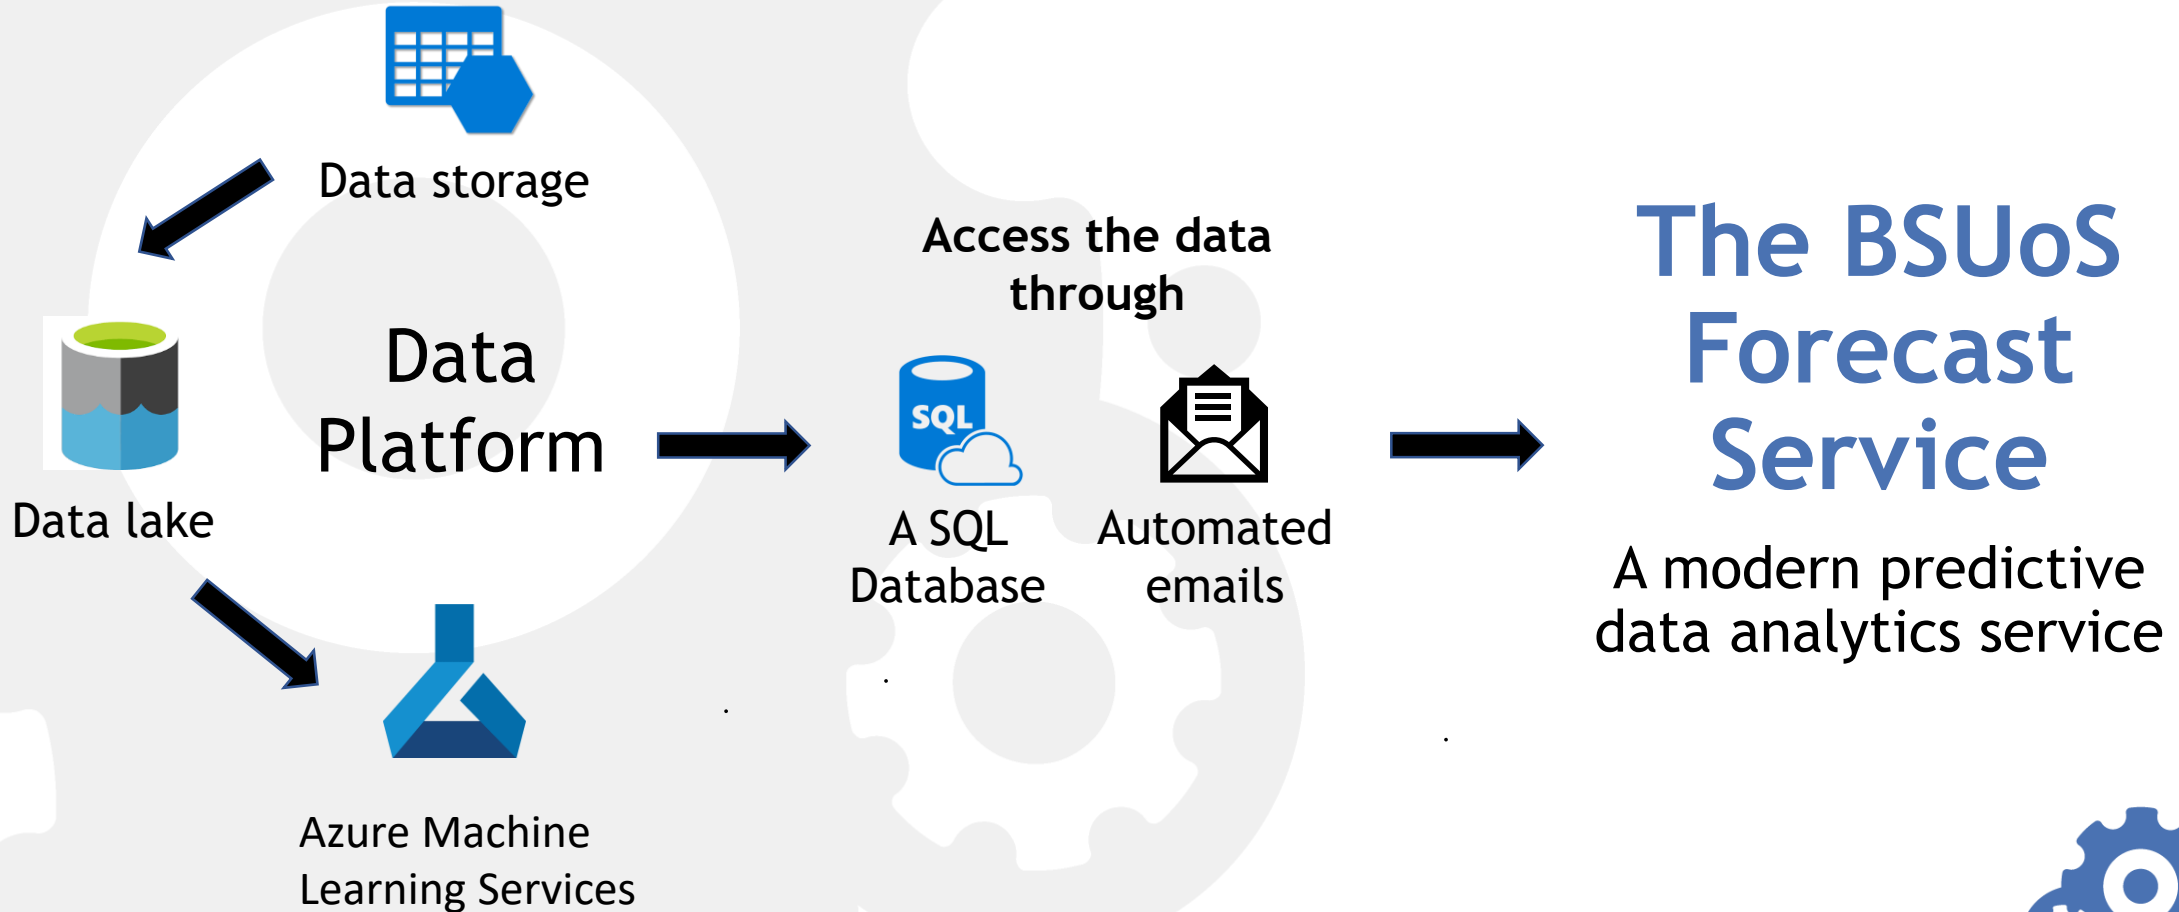 Data storage
Data lake
Data
Platform
Azure Machine
Learning Services
Access the data
through
SQL
A SQL
Database
Automated
emails
The BSUoS
Forecast
Service
A modern predictive
data analytics service